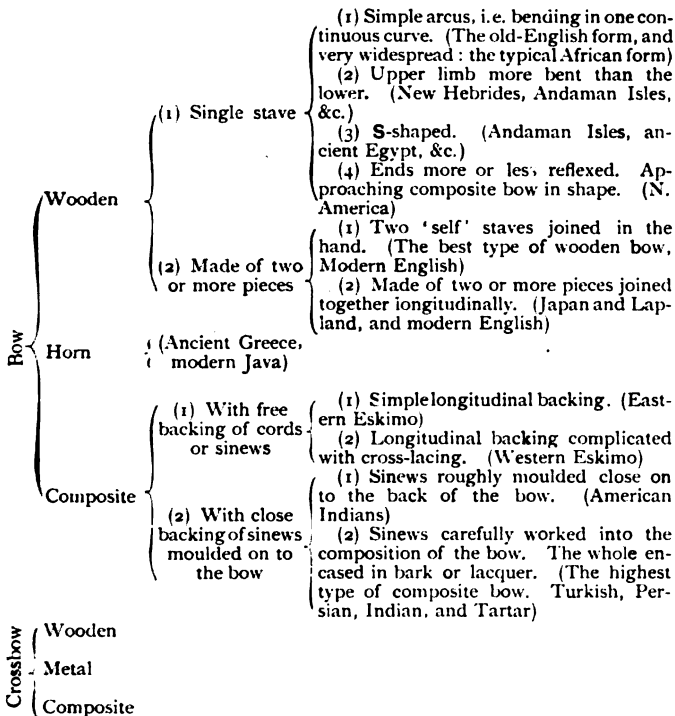 Bow
Wooden
(1) Single stave
(1) Simple arcus, i.e. bending in one con-
tinuous curve. (The old-English form, and
very widespread : the typical African form)
(2) Upper limb more bent than the
lower. (New Hebrides, Andaman Isles,
&c.)
(3) S-shaped. (Andaman Isles, an-
cient Egypt, &c.)
(4) Ends more or less reflexed. Ap-
proaching composite bow in shape. (N.
America)
(2) Made of two
or more pieces
(1) Two 'self' staves joined in the
hand. (The best type of wooden bow,
Modern English)
(2) Made of two or more pieces joined
together longitudinally. (Japan and Lap-
land, and modern English)
Horn
(Ancient Greece,
modern Java)
Composite
(1) With free
backing of cords
or sinews
(1) Simple longitudinal backing. (East-
ern Eskimo)
(2) Longitudinal backing complicated
with cross-lacing. (Western Eskimo)
(2) With close
backing of sinews
moulded on to
the bow
(1) Sinews roughly moulded close on
to the back of the bow. (American
Indians)
(2) Sinews carefully worked into the
composition of the bow. The whole en-
cased in bark or lacquer. (The highest
type of composite bow. Turkish, Per-
sian, Indian, and Tartar)
Crossbow
Wooden
Metal
Composite